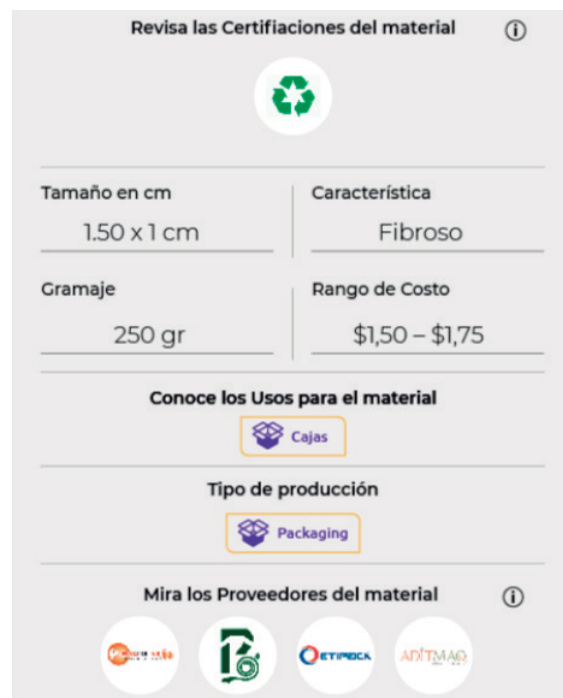 Revisa las Certifiaciones del material
Tamaño en cm
Característica
1.50 x 1 cm
Fibroso
Gramaje
Rango de Costo
250 gr
$1,50 – $1,75
Conoce los Usos para el material
Cajas
Tipo de producción
Packaging
Mira los Proveedores del material
ETIPACK
ADITMAQ